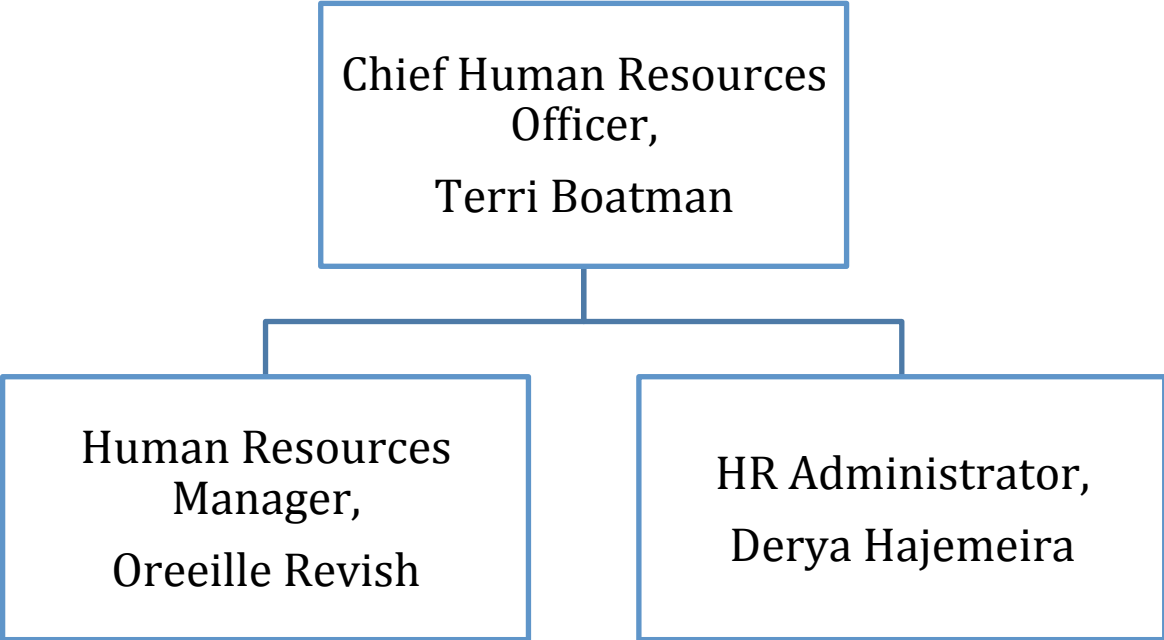 Chief Human Resources
Officer,
Terri Boatman
Human Resources
Manager,
Oreeille Revish
HR Administrator,
Derya Hajemeira